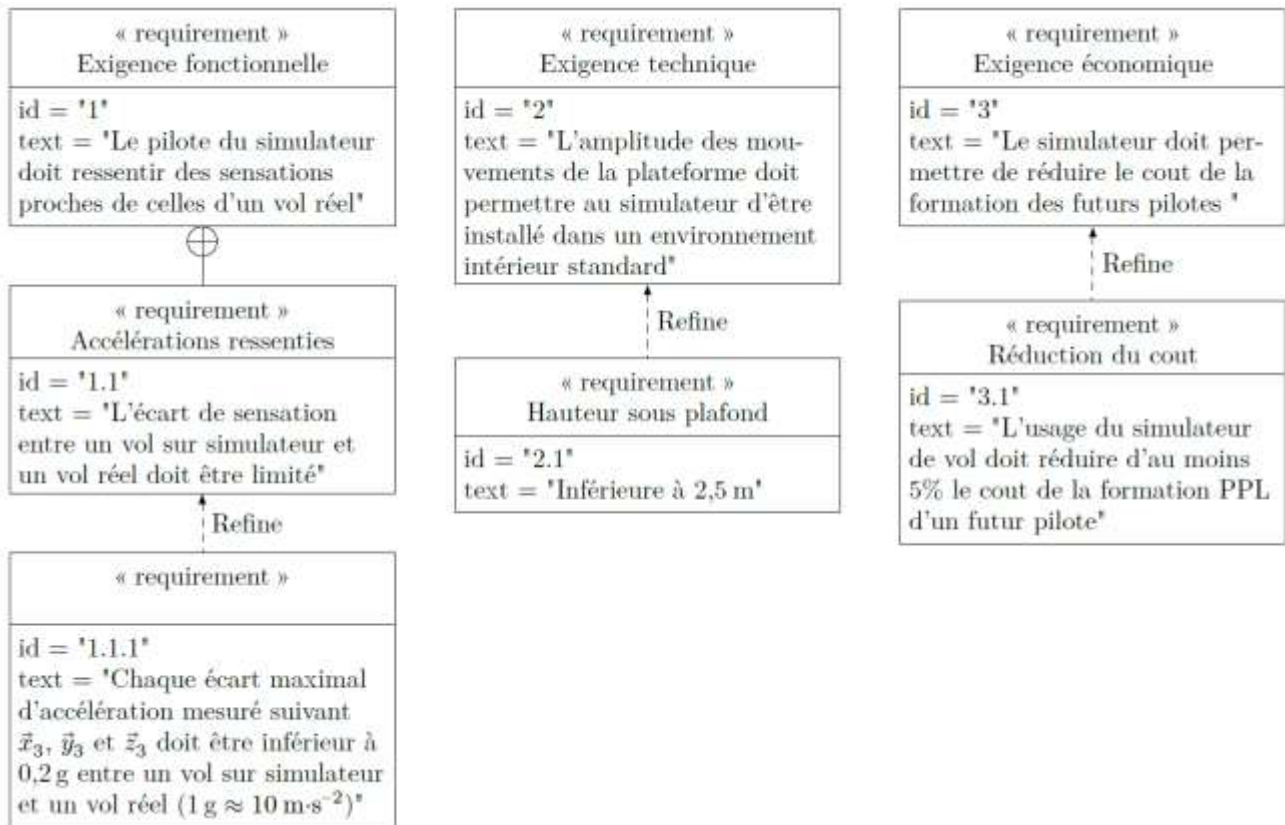 « requirement »
Exigence fonctionnelle
id = "1"
text = "Le pilote du simulateur
doit ressentir des sensations
proches de celles d'un vol réel"
« requirement »
Accélérations ressenties
id = "1.1"
text = "L'écart de sensation
entre un vol sur simulateur et
un vol réel doit être limité"
Refine
« requirement »
id = "1.1.1"
text = "Chaque écart maximal
d'accélération mesuré suivant
x⃗₃, y⃗₃ et z⃗₃ doit être inférieur à
0,2 g entre un vol sur simulateur
et un vol réel (1 g ≈ 10 m·s⁻²)"
« requirement »
Exigence technique
id = "2"
text = "L'amplitude des mou-
vements de la plateforme doit
permettre au simulateur d'être
installé dans un environnement
intérieur standard"
Refine
« requirement »
Hauteur sous plafond
id = "2.1"
text = "Inférieure à 2,5 m"
« requirement »
Exigence économique
id = "3"
text = "Le simulateur doit per-
mettre de réduire le cout de la
formation des futurs pilotes "
Refine
« requirement »
Réduction du cout
id = "3.1"
text = "L'usage du simulateur
de vol doit réduire d'au moins
5% le cout de la formation PPL
d'un futur pilote"